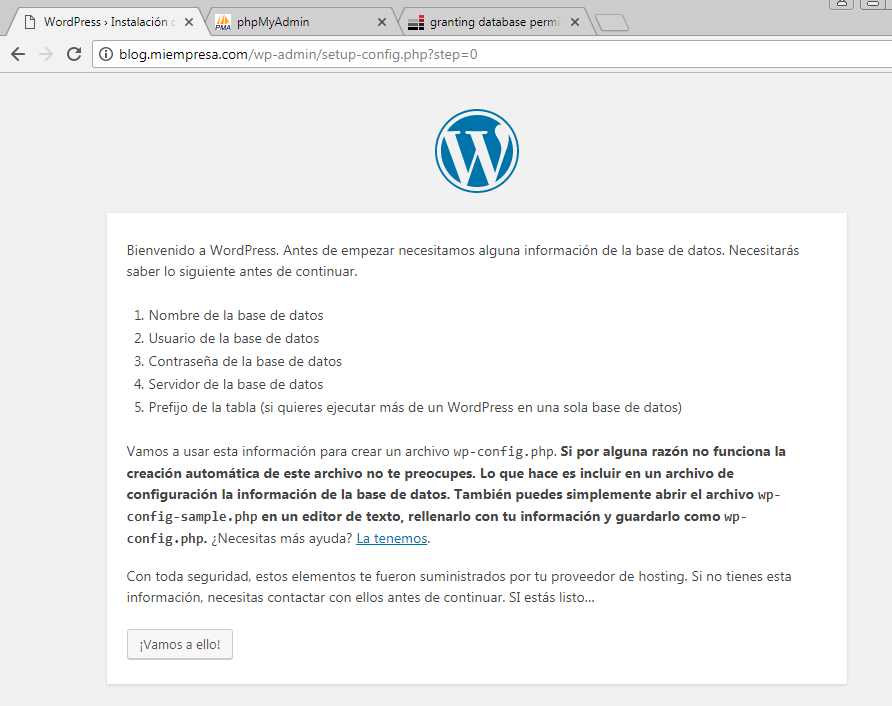 WordPress › Instalación
phpMyAdmin
granting database permi
blog.miempresa.com/wp-admin/setup-config.php?step=0
Bienvenido a WordPress. Antes de empezar necesitamos alguna información de la base de datos. Necesitarás
saber lo siguiente antes de continuar.
1. Nombre de la base de datos
2. Usuario de la base de datos
3. Contraseña de la base de datos
4. Servidor de la base de datos
5. Prefijo de la tabla (si quieres ejecutar más de un WordPress en una sola base de datos)
Vamos a usar esta información para crear un archivo wp-config.php. Si por alguna razón no funciona la
creación automática de este archivo no te preocupes. Lo que hace es incluir en un archivo de
configuración la información de la base de datos. También puedes simplemente abrir el archivo wp-
config-sample.php en un editor de texto, rellenarlo con tu información y guardarlo como wp-
config.php. ¿Necesitas más ayuda? La tenemos.
Con toda seguridad, estos elementos te fueron suministrados por tu proveedor de hosting. Si no tienes esta
información, necesitas contactar con ellos antes de continuar. SI estás listo...
¡Vamos a ello!